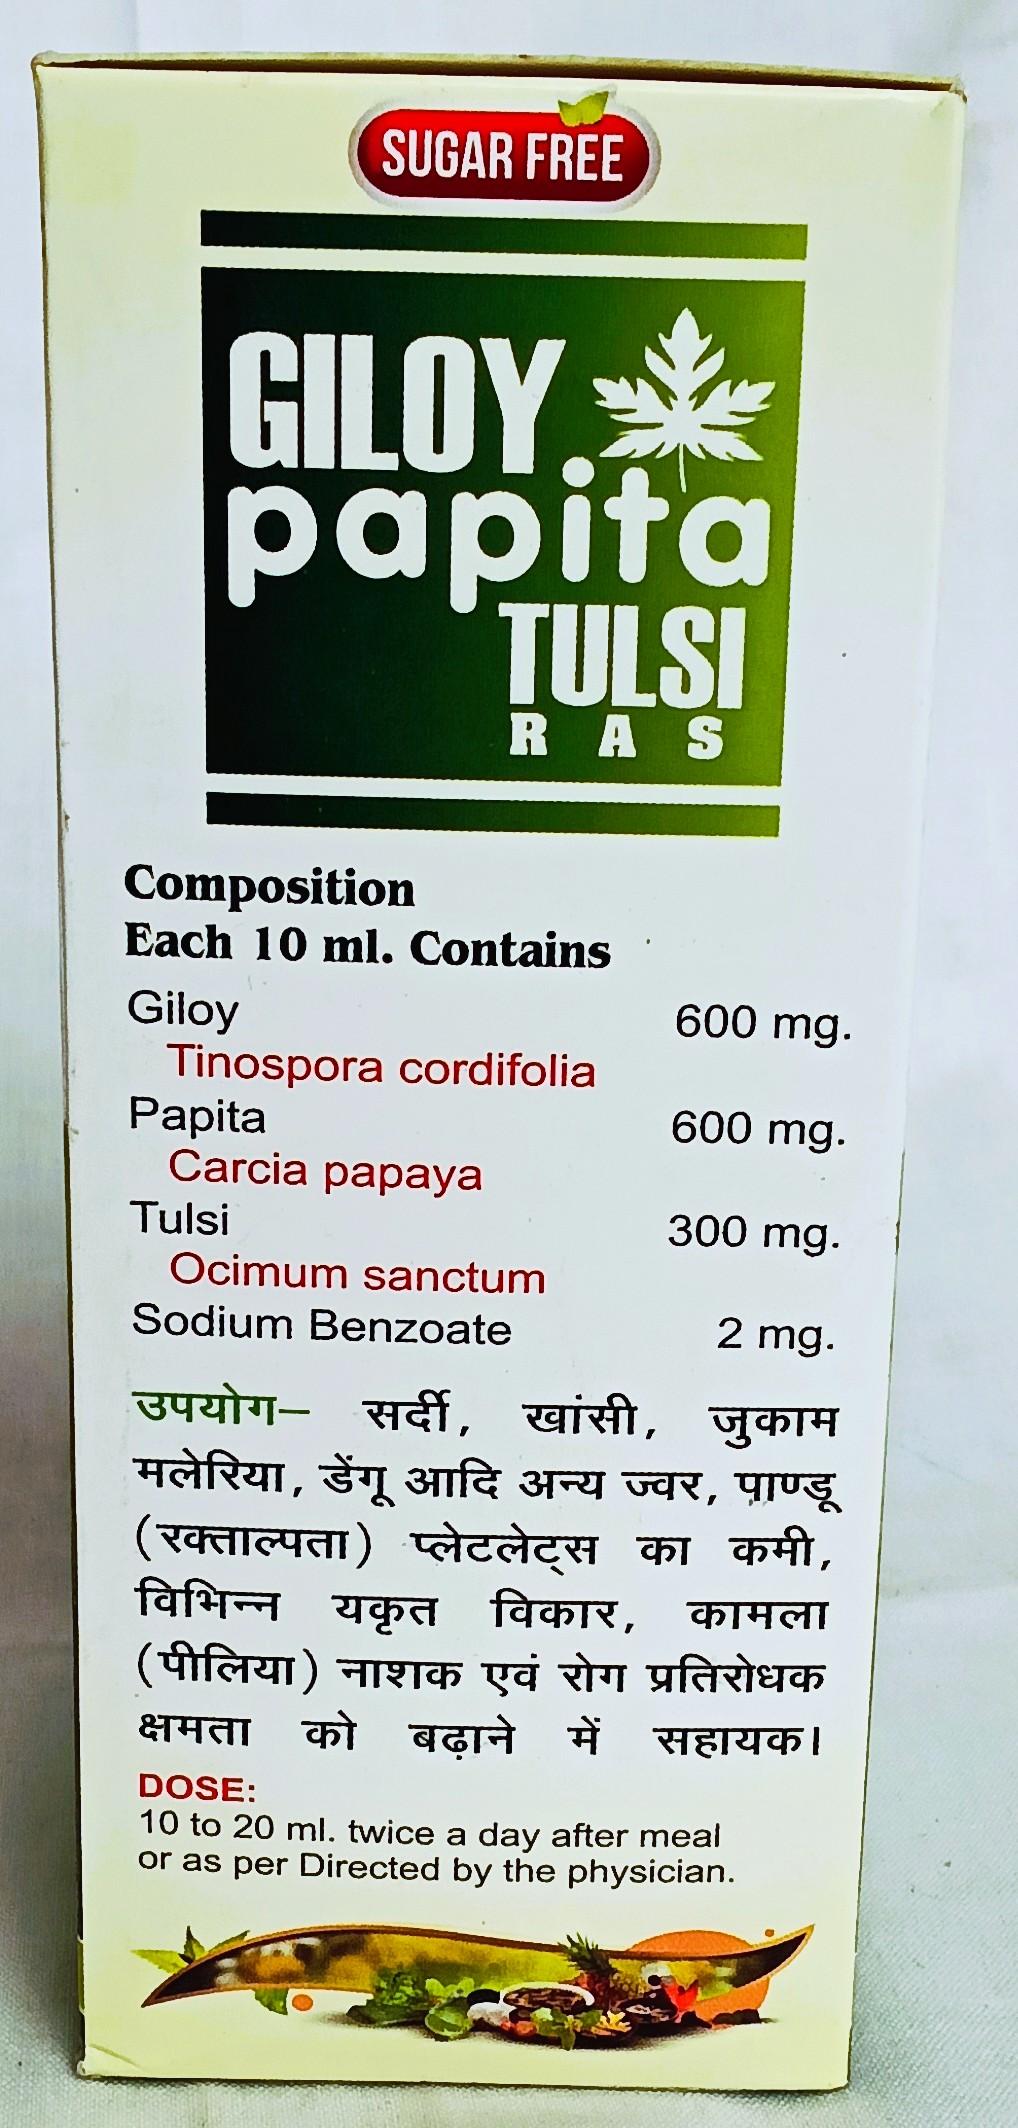 SUGAR FREE
GILOY
papita
TULSI
RAS
Composition
Each 10 ml. Contains
Giloy 600 mg.
Tinospora cordifolia
Papita 600 mg.
Carcia papaya
Tulsi 300 mg.
Ocimum sanctum
Sodium Benzoate 2 mg.
उपयोग– सर्दी, खांसी, जुकाम
मलेरिया, डेंगू आदि अन्य ज्वर, पाण्डू
(रक्ताल्पता) प्लेटलेट्स का कमी,
विभिन्न यकृत विकार, कामला
(पीलिया) नाशक एवं रोग प्रतिरोधक
क्षमता को बढ़ाने में सहायक।
DOSE:
10 to 20 ml. twice a day after meal
or as per Directed by the physician.